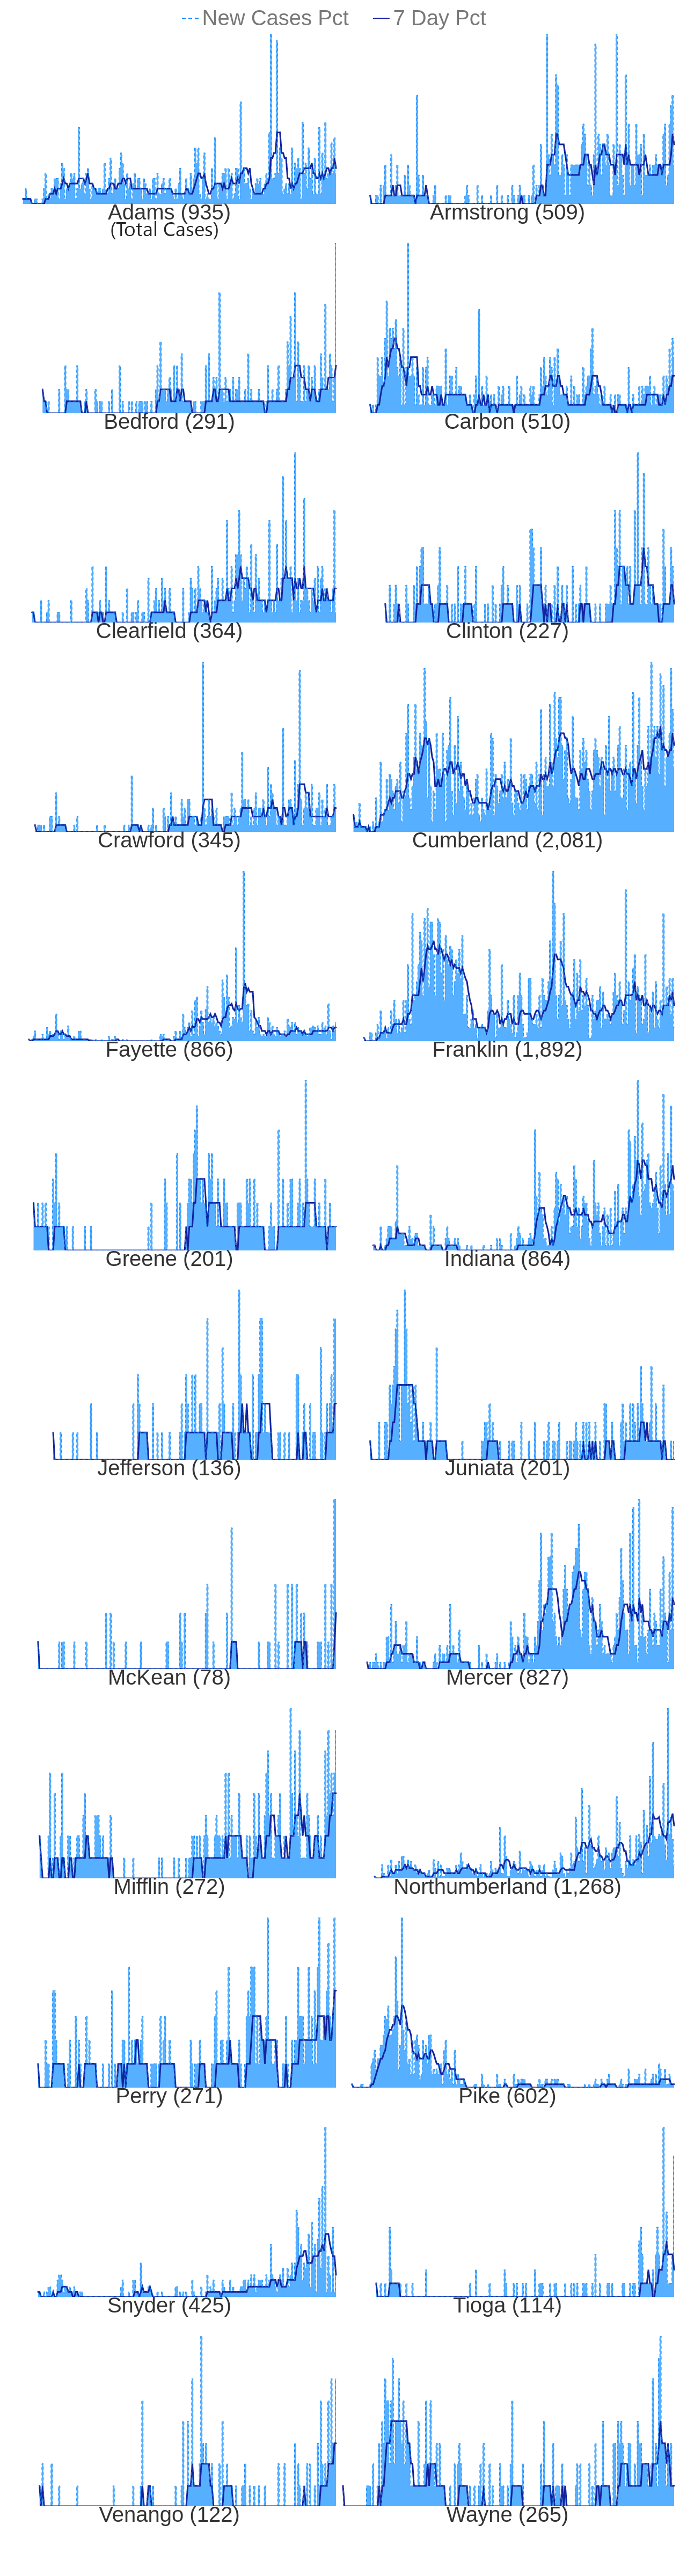 New Cases Pct 7 Day Pct
Adams (935) Armstrong (509)
(Total Cases)
Bedford (291) Carbon (510)
Clearfield (364) Clinton (227)
Crawford (345) Cumberland (2,081)
Fayette (866) Franklin (1,892)
Greene (201) Indiana (864)
Jefferson (136) Juniata (201)
McKean (78) Mercer (827)
Mifflin (272) Northumberland (1,268)
Perry (271) Pike (602)
Snyder (425) Tioga (114)
Venango (122) Wayne (265)